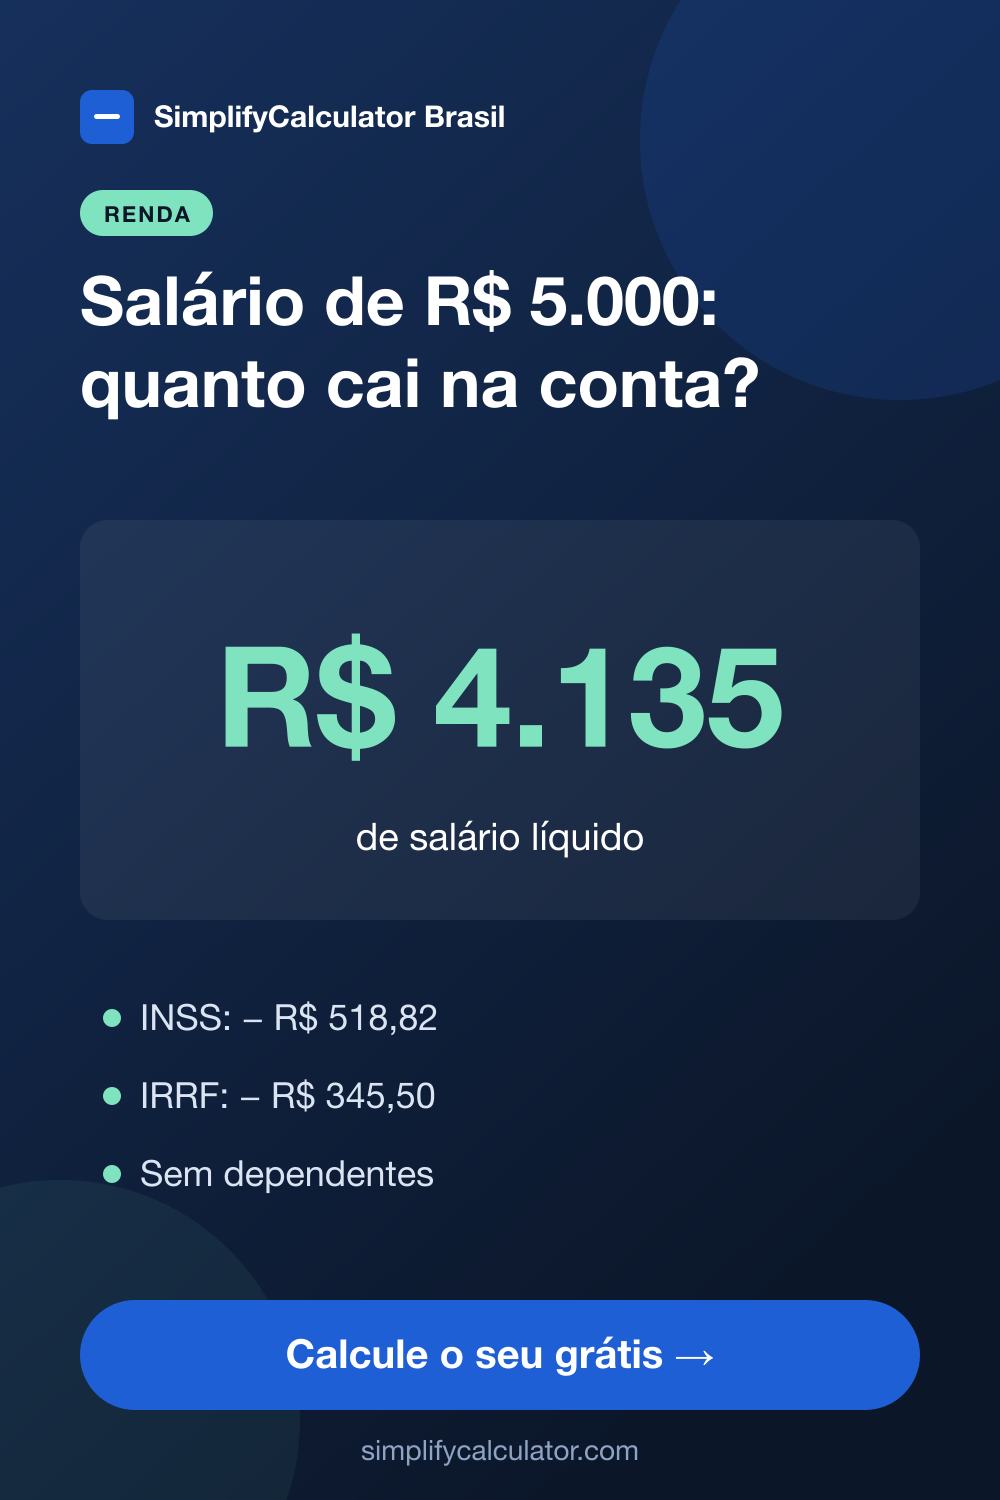 SimplifyCalculator Brasil
RENDA
Salário de R$ 5.000:
quanto cai na conta?
R$ 4.135
de salário líquido
INSS: – R$ 518,82
IRRF: – R$ 345,50
Sem dependentes
Calcule o seu grátis →
simplifycalculator.com